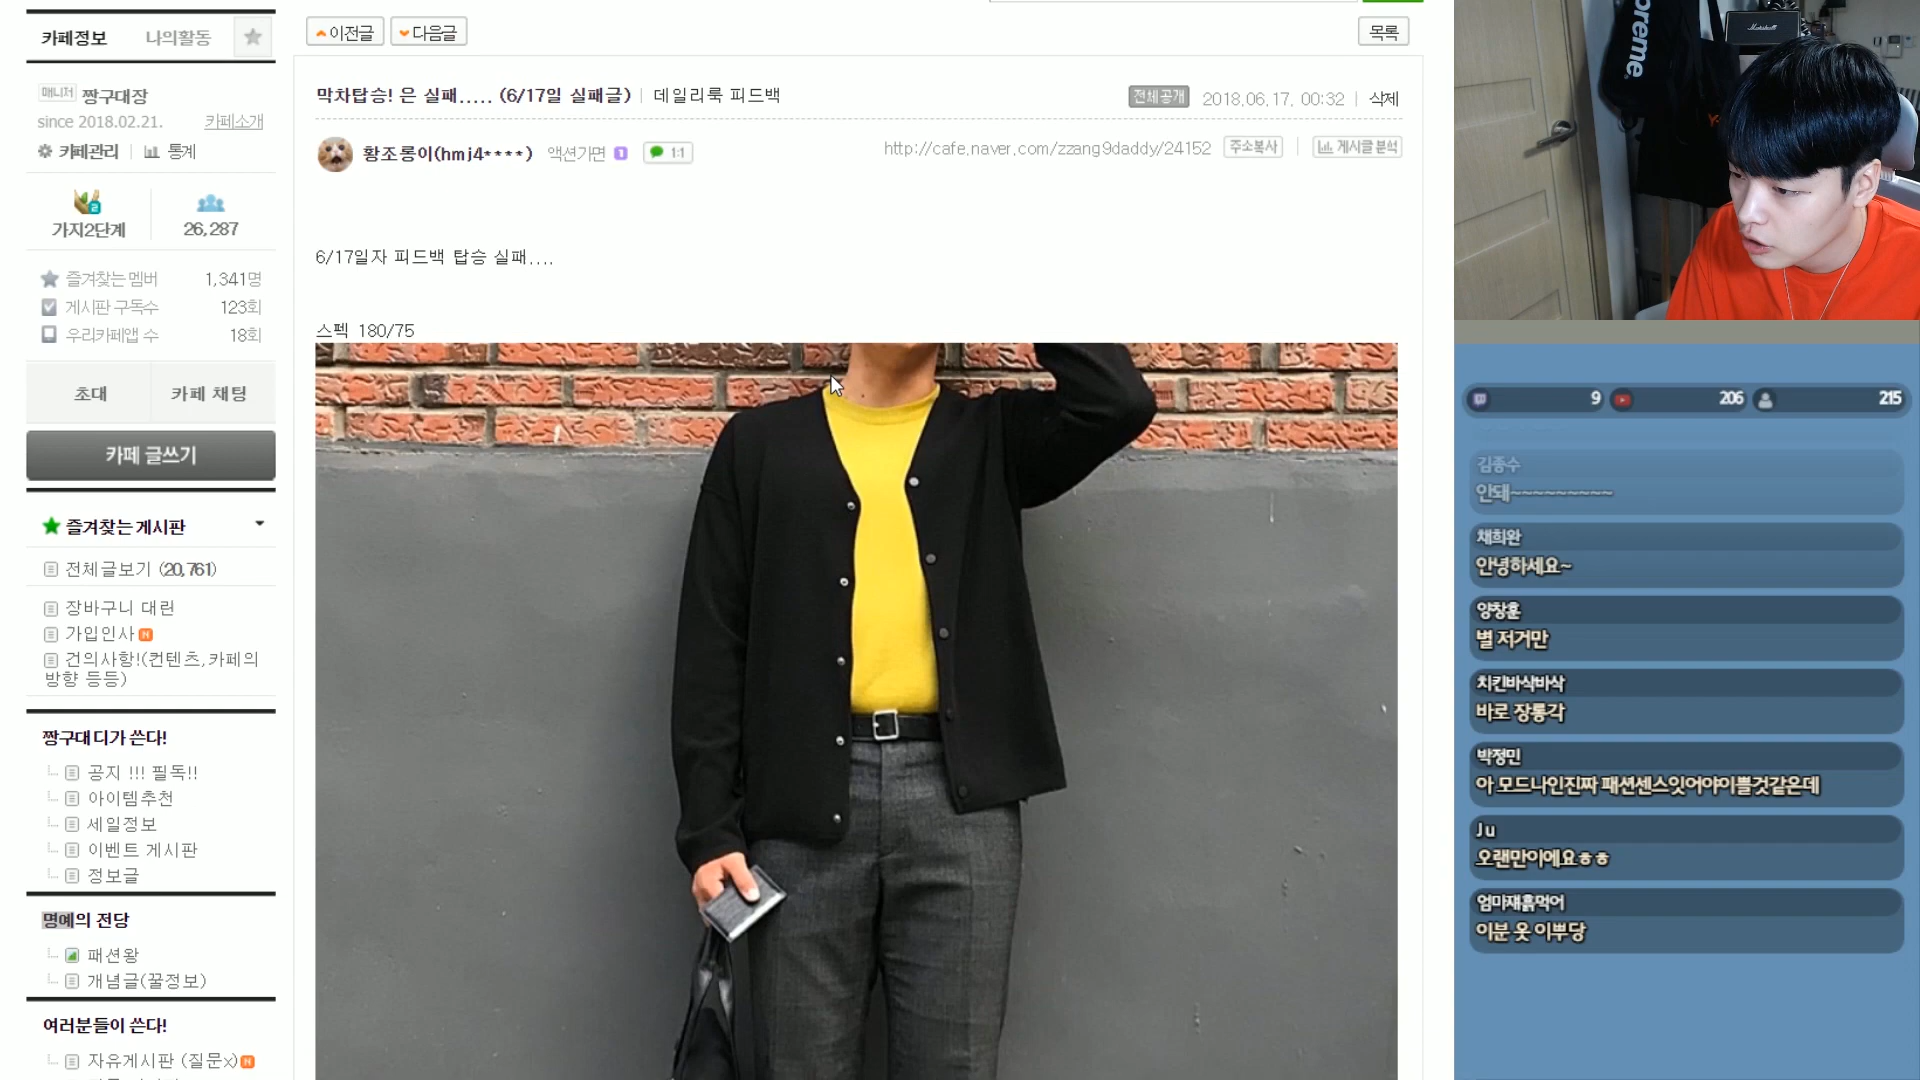 카페정보
나의활동
매니저 짱구대장
since 2018.02.21.
카페소개
카페관리
통계
가지2단계
26,287
즐겨찾는 멤버
1,341명
게시판 구독수
123회
우리카페앱 수
18회
초대
카페 채팅
카페 글쓰기
즐겨찾는 게시판
전체글보기 (20,761)
장바구니 대린
가입인사 N
건의사항!(컨텐츠,카페의
방향 등등)
짱구대디가 쓴다!
공지 !!! 필독!!
아이템추천
세일정보
이벤트 게시판
정보글
명예의 전당
패션왕
개념글(꿀정보)
여러분들이 쓴다!
자유게시판 (질문x) N
이전글
다음글
목록
막차탑승! 은 실패..... (6/17일 실패글)
데일리룩 피드백
전체공개
2018.06.17. 00:32
삭제
황조롱이(hmj4****)
액션가면
1
1:1
http://cafe.naver.com/zzang9daddy/24152
주소복사
게시글 분석
6/17일자 피드백 탑승 실패....
스펙 180/75
preme
Marshall
9
206
215
김종수
안돼~~~~~~~~~
채희완
안녕하세요~
양창훈
별 저거만
치킨바삭바삭
바로 장롱각
박정민
아 모드나인진짜 패션센스잇어야이쁠것같은데
Ju
오랜만이에요ㅎㅎ
엄마쟤흙먹어
이분 옷 이뿌당